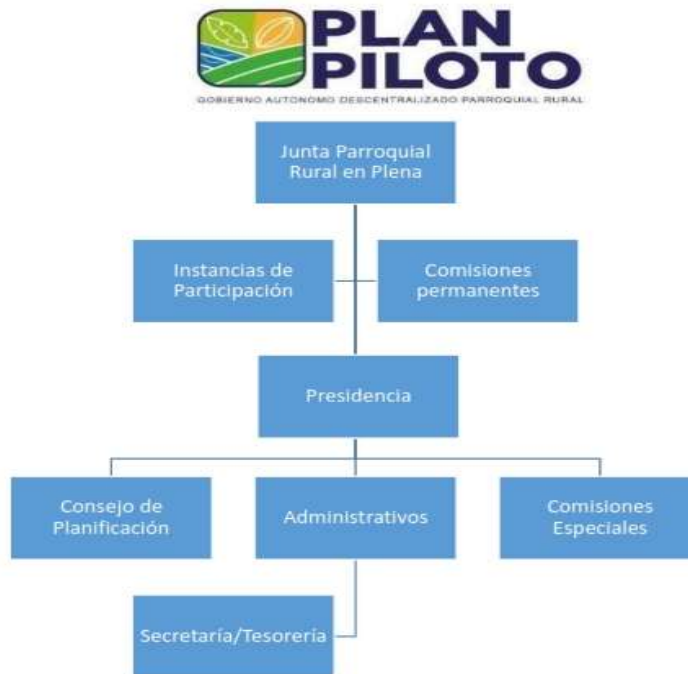 PLAN
PILOTO
GOBIERNO AUTONOMO DESCENTRALIZADO PARROQUIAL RURAL
Junta Parroquial
Rural en Plena
Instancias de
Participación
Comisiones
permanentes
Presidencia
Consejo de
Planificación
Administrativos
Comisiones
Especiales
Secretaría/Tesorería